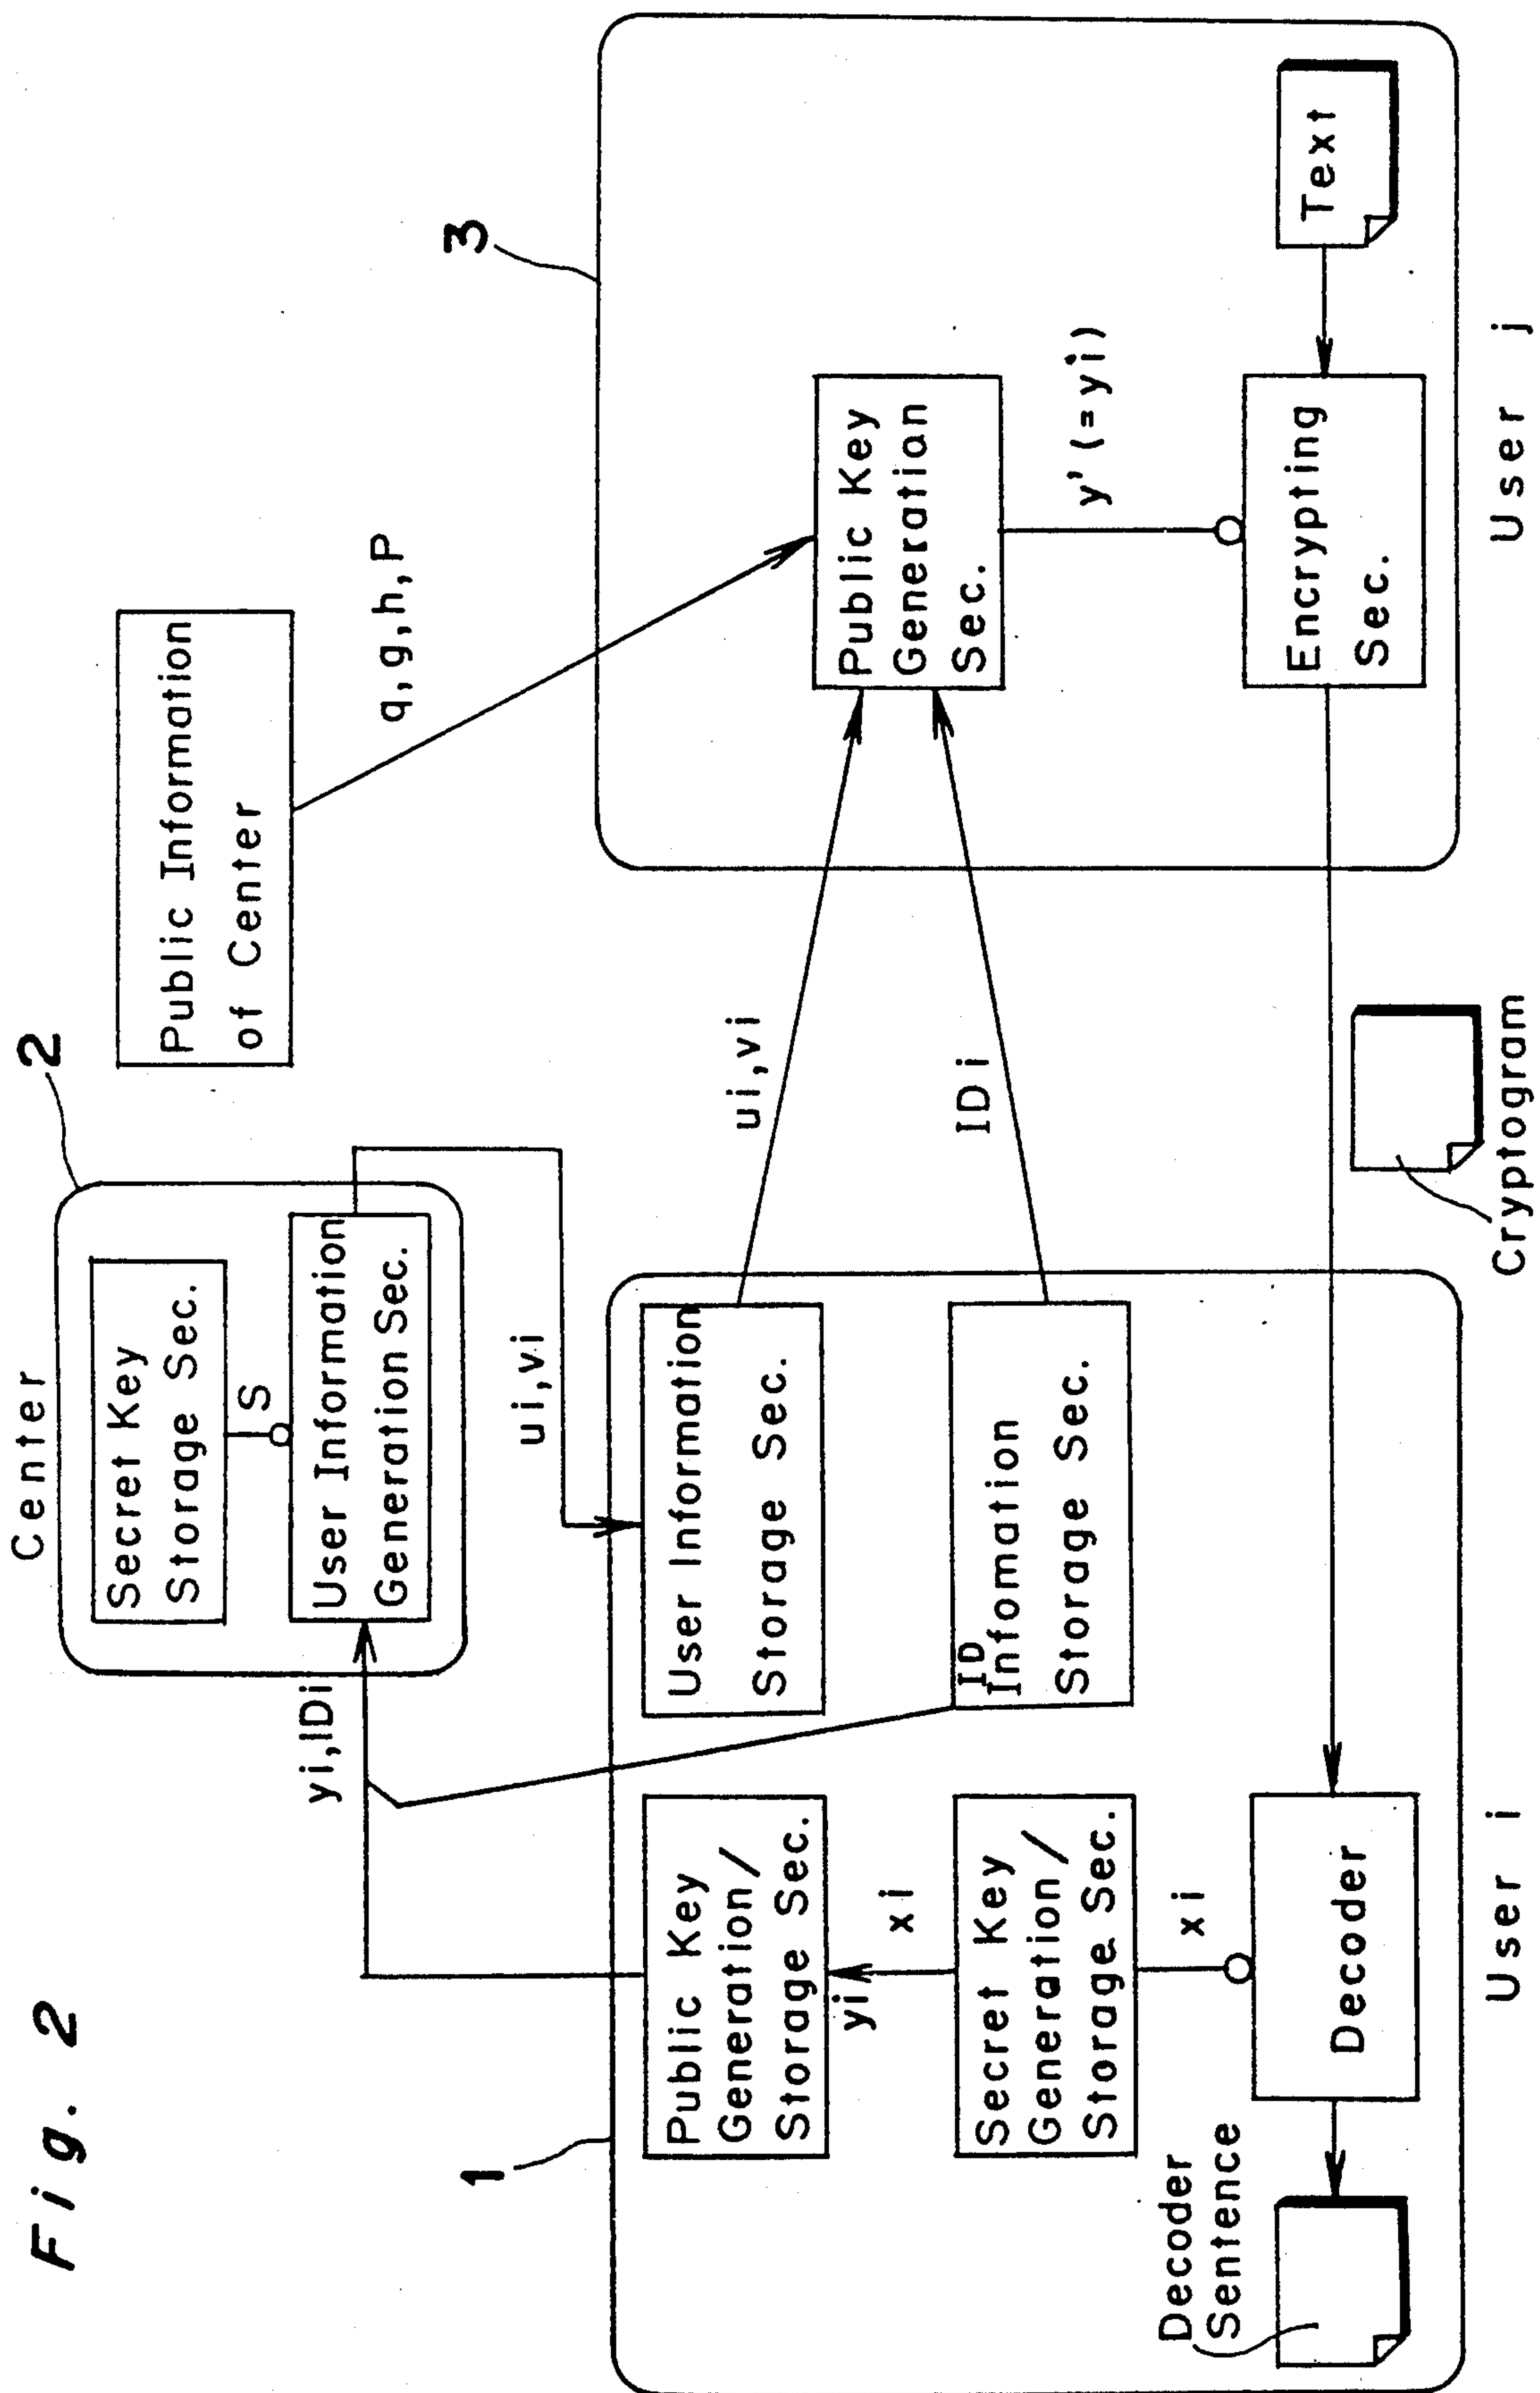 Fig. 2
Center
2
Secret Key
Storage Sec.
S
User Information
Generation Sec.
yi,IDi
ui,vi
Public Information
of Center
q,g,h,P
1
Public Key
Generation/
Storage Sec.
yi
xi
Secret Key
Generation/
Storage Sec.
xi
Decoder
Decoder
Sentence
User Information
Storage Sec.
ID
Infomation
Storage Sec.
User i
ui,vi
IDi
Cryptogram
3
Public Key
Generation
Sec.
y'(=yi)
Encrypting
Sec.
Text
User j